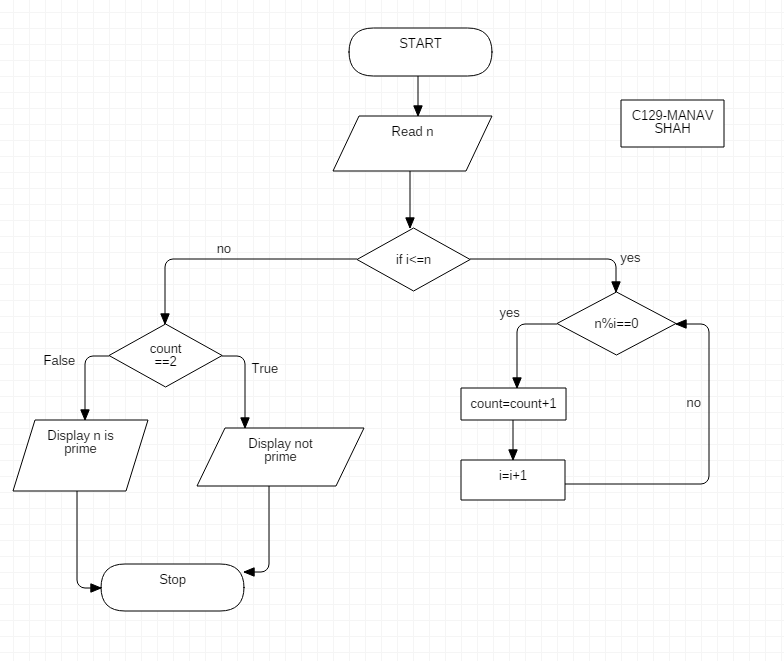 START
C129-MANAV
SHAH
Read n
if i<=n
no
yes
n%i==0
yes
no
count=count+1
i=i+1
count
==2
False
True
Display n is
prime
Display not
prime
Stop